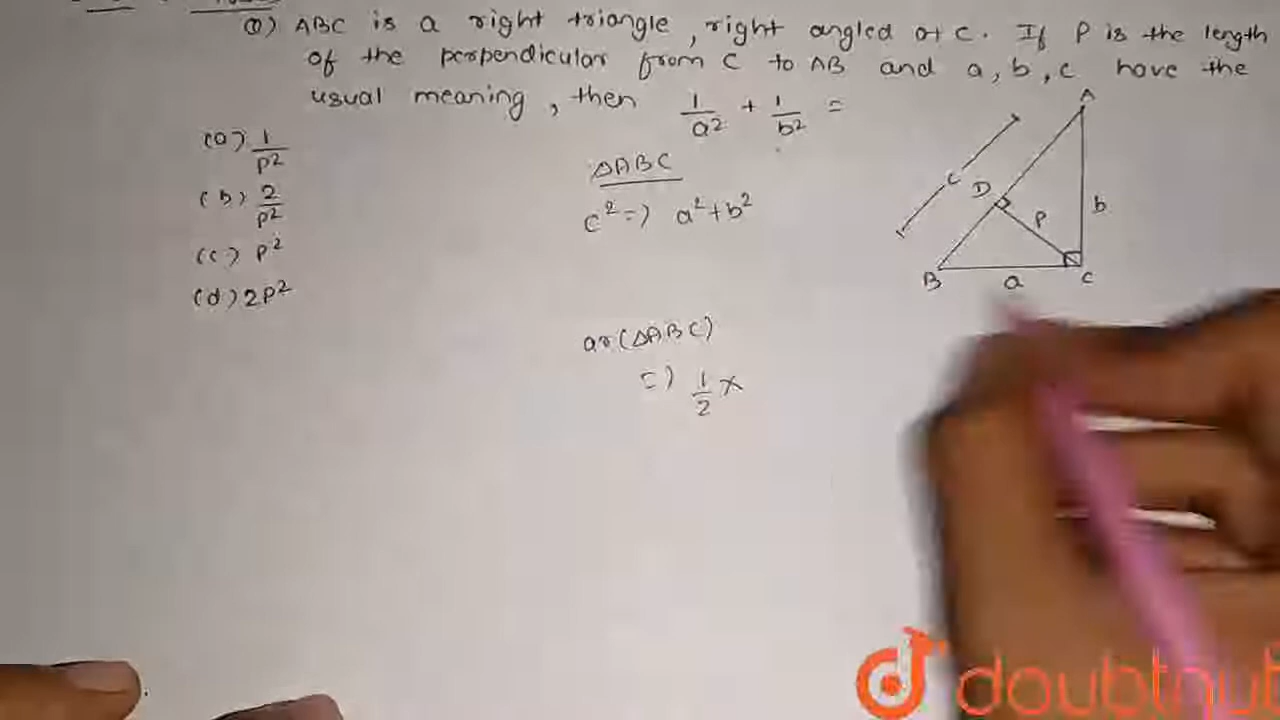 Q) ABC is a right triangle, right angled at C. If P is the length
of the perpendicular from C to AB and a, b, c have the
usual meaning, then 1/a² + 1/b² =
(a) 1/P²
(b) 2/P²
(c) P²
(d) 2P²
△ABC
c² => a²+b²
ar(△ABC)
=> 1/2 ×
A
c
D
b
P
B
a
C
doubtnut